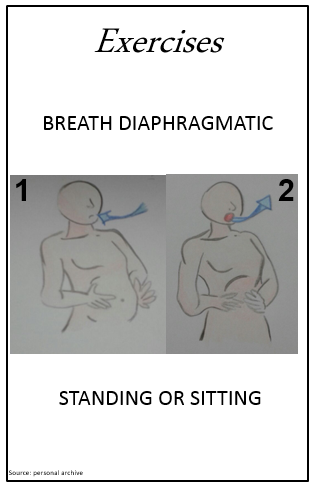 Exercises
BREATH DIAPHRAGMATIC
1
2
STANDING OR SITTING
Source: personal archive